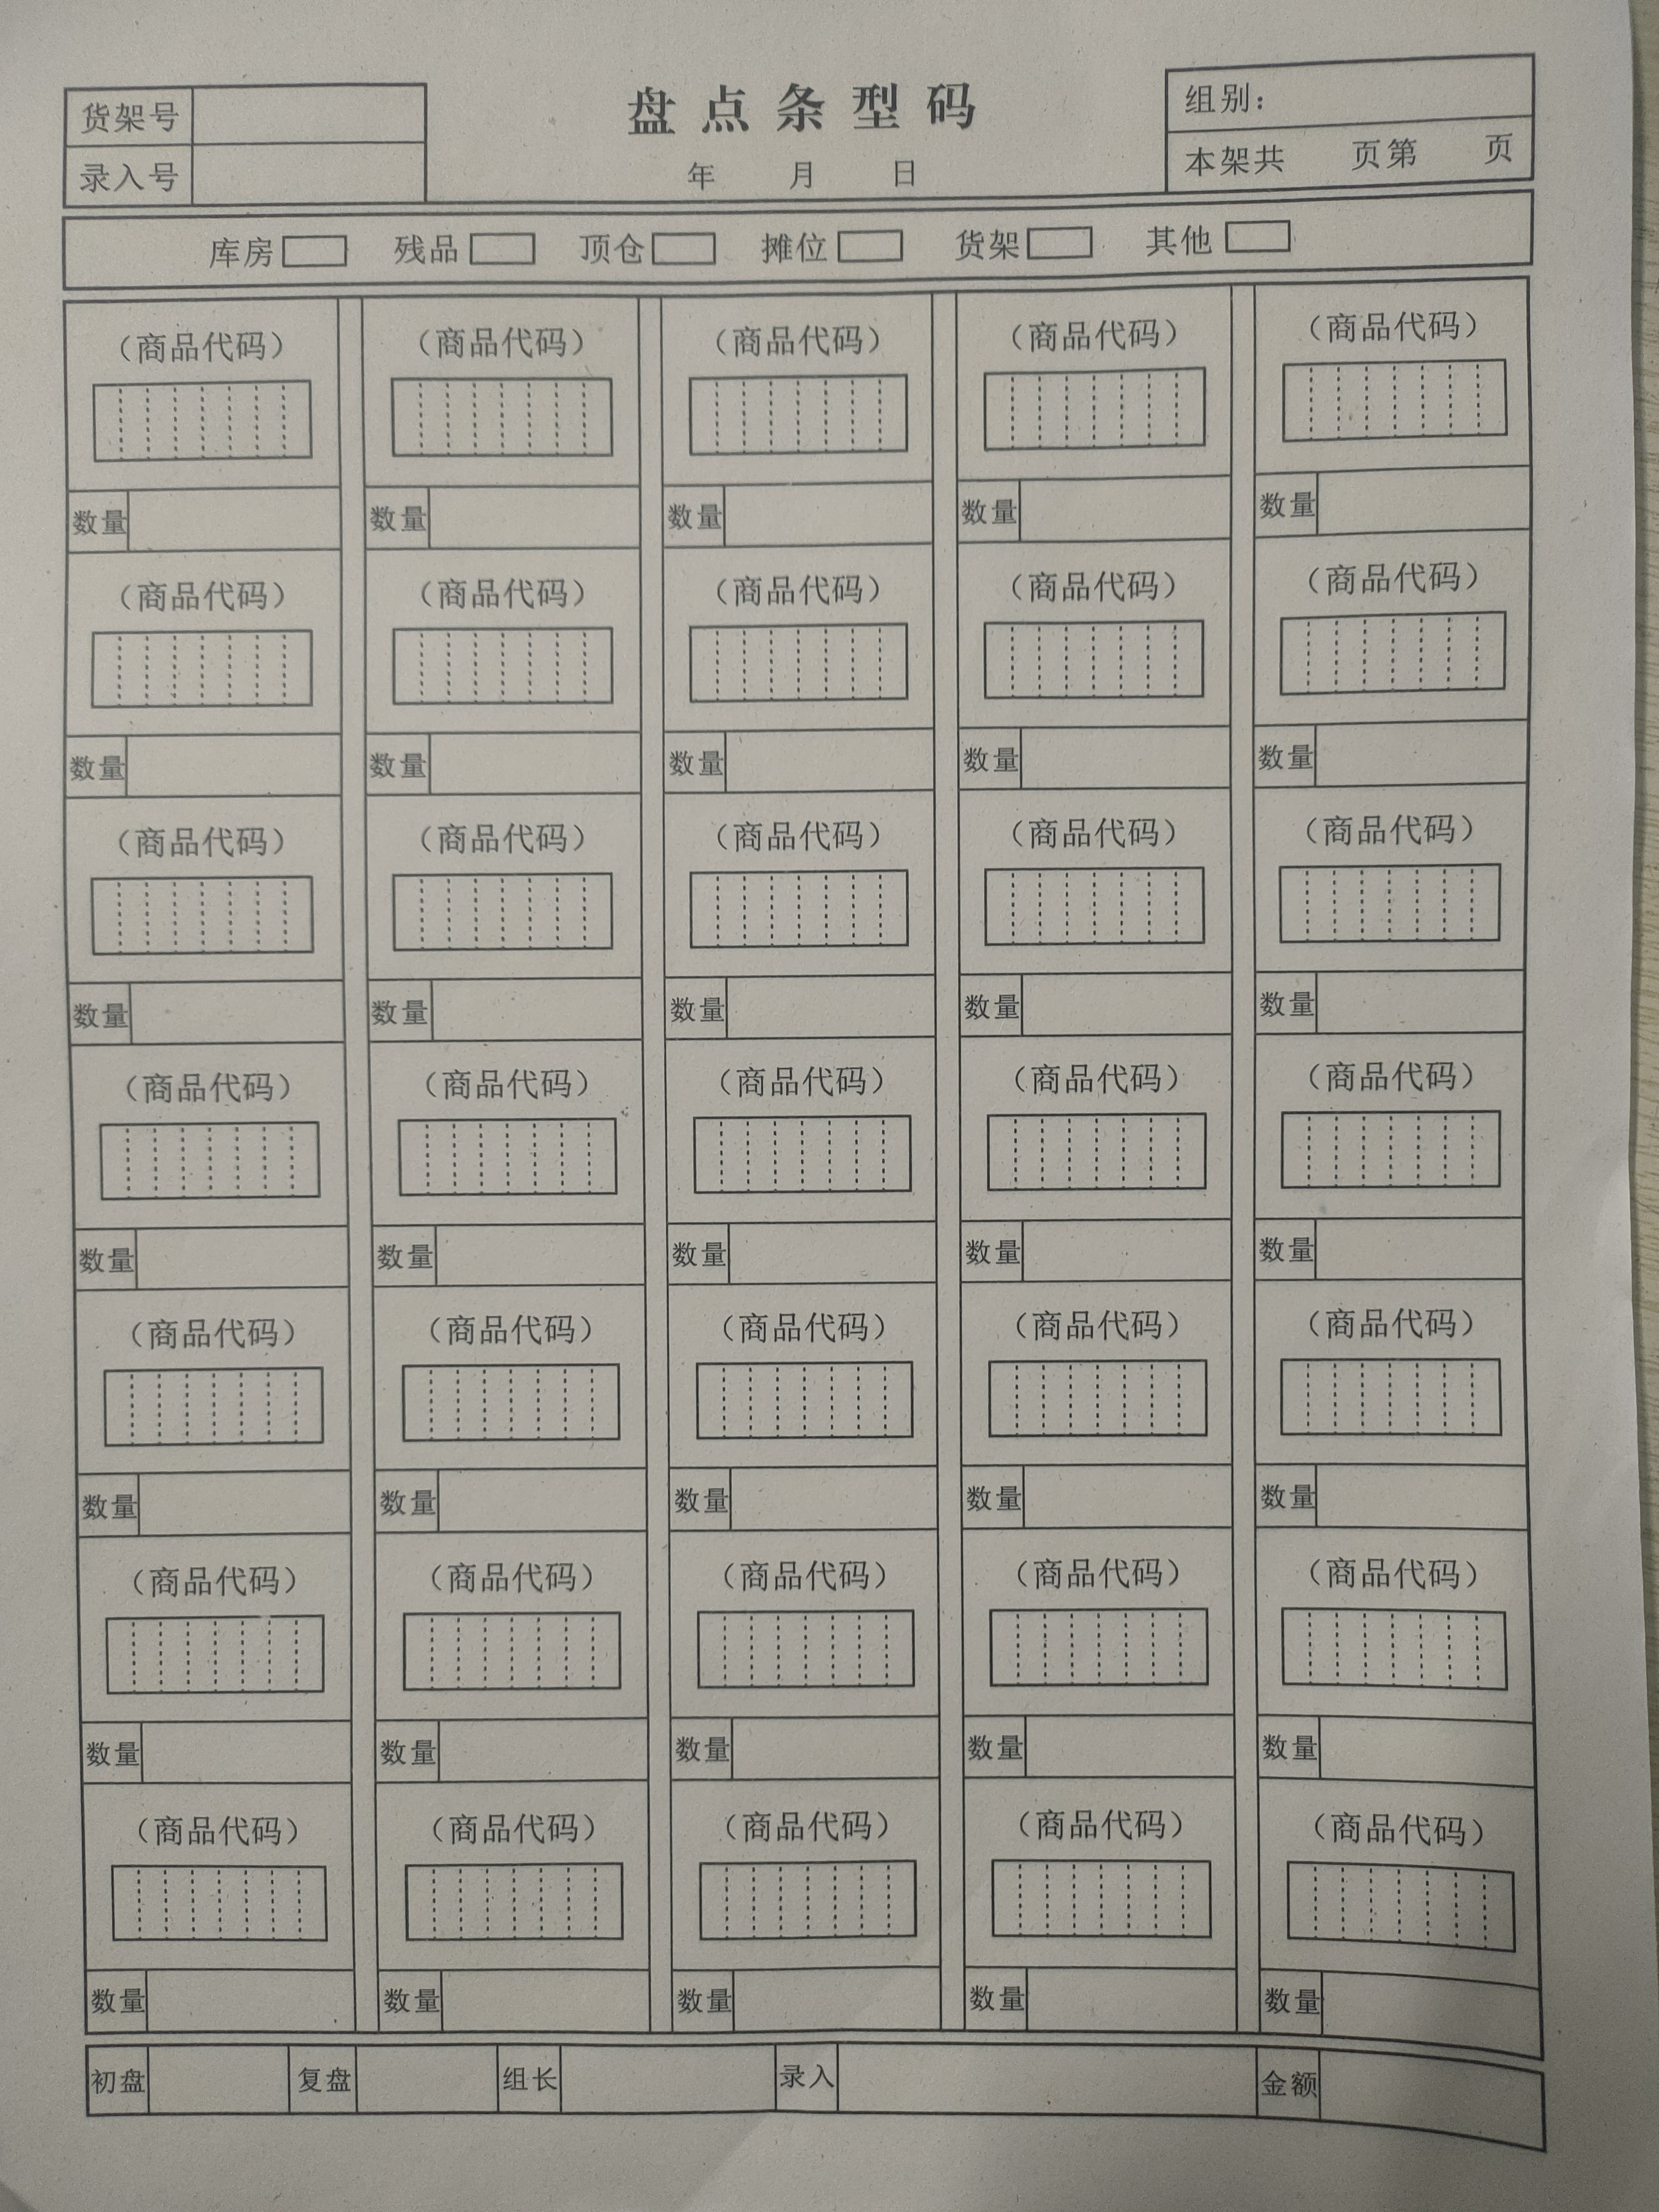 货架号
录入号
盘点条型码
年 月 日
组别：
本架共 页第 页
库房 残品 顶仓 摊位 货架 其他
（商品代码） （商品代码） （商品代码） （商品代码） （商品代码）
数量 数量 数量 数量 数量
（商品代码） （商品代码） （商品代码） （商品代码） （商品代码）
数量 数量 数量 数量 数量
（商品代码） （商品代码） （商品代码） （商品代码） （商品代码）
数量 数量 数量 数量 数量
（商品代码） （商品代码） （商品代码） （商品代码） （商品代码）
数量 数量 数量 数量 数量
（商品代码） （商品代码） （商品代码） （商品代码） （商品代码）
数量 数量 数量 数量 数量
（商品代码） （商品代码） （商品代码） （商品代码） （商品代码）
数量 数量 数量 数量 数量
（商品代码） （商品代码） （商品代码） （商品代码） （商品代码）
数量 数量 数量 数量 数量
初盘 复盘 组长 录入 金额